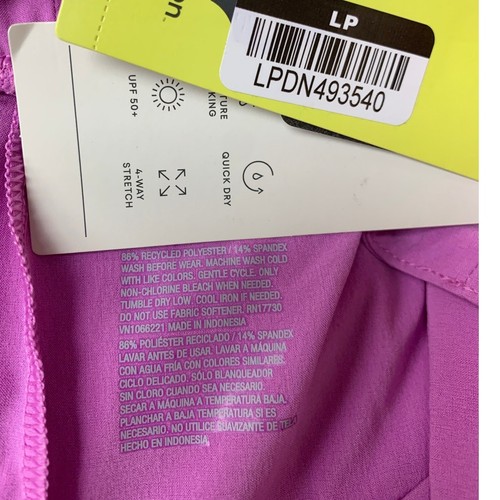 on.
LP
LPDN493540
UPF 50+
KING
4-WAY
STRETCH
QUICK DRY
86% RECYCLED POLYESTER / 14% SPANDEX
WASH BEFORE WEAR. MACHINE WASH COLD
WITH LIKE COLORS. GENTLE CYCLE. ONLY
NON-CHLORINE BLEACH WHEN NEEDED.
TUMBLE DRY LOW. COOL IRON IF NEEDED.
DO NOT USE FABRIC SOFTENER. RN17730
VN1066221 MADE IN INDONESIA
86% POLIÉSTER RECICLADO / 14% SPANDEX
LAVAR ANTES DE USAR. LAVAR A MÁQUINA
CON AGUA FRÍA CON COLORES SIMILARES.
CICLO DELICADO. SÓLO BLANQUEADOR
SIN CLORO CUANDO SEA NECESARIO.
SECAR A MÁQUINA A TEMPERATURA BAJA.
PLANCHAR A BAJA TEMPERATURA SI ES
NECESARIO. NO UTILICE SUAVIZANTE DE TELA
HECHO EN INDONESIA